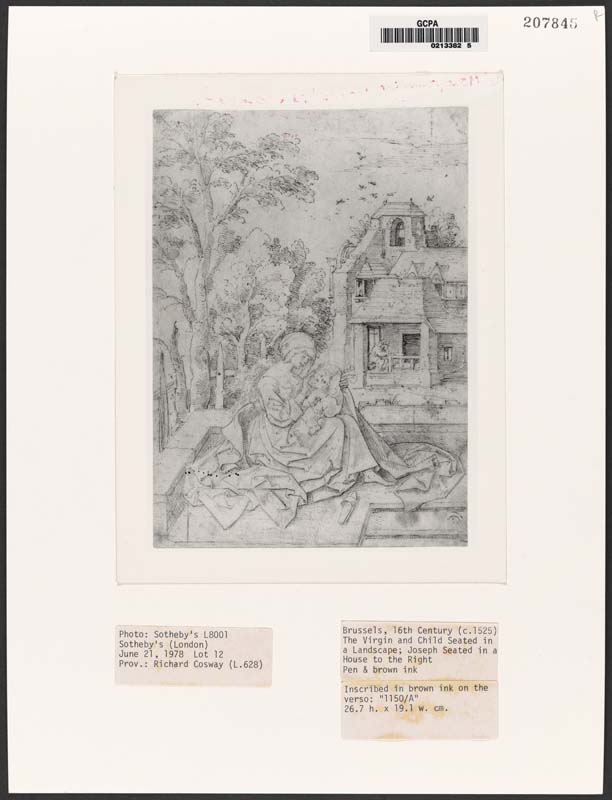 GCPA
0213382 5
207845
R
Photo: Sotheby's L8001
Sotheby's (London)
June 21, 1978 Lot 12
Prov.: Richard Cosway (L.628)
Brussels, 16th Century (c.1525)
The Virgin and Child Seated in
a Landscape; Joseph Seated in a
House to the Right
Pen & brown ink
Inscribed in brown ink on the
verso: "1150/A"
26.7 h. x 19.1 w. cm.